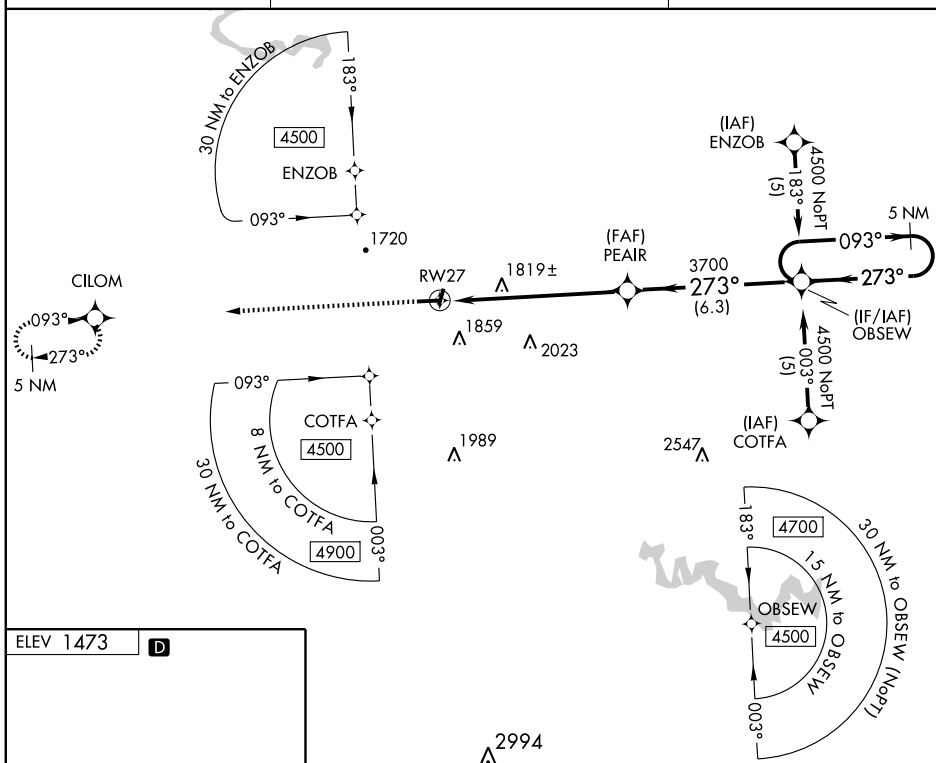 30 NM to ENZOB
183°
4500
ENZOB
093°
1720
(IAF)
ENZOB
4500 NoPT
183°
(5)
5 NM
093°
273°
(IF/IAF)
OBSEW
(FAF)
PEAIR
3700
273°
(6.3)
RW27
1819±
1859
2023
CILOM
093°
273°
5 NM
4500 NoPT
003°
(5)
(IAF)
COTFA
093°
COTFA
4500
8 NM to COTFA
30 NM to COTFA
4900
003°
1989
2547
183°
4700
30 NM to OBSEW (NoPT)
15 NM to OBSEW
OBSEW
4500
003°
ELEV 1473
D
2994